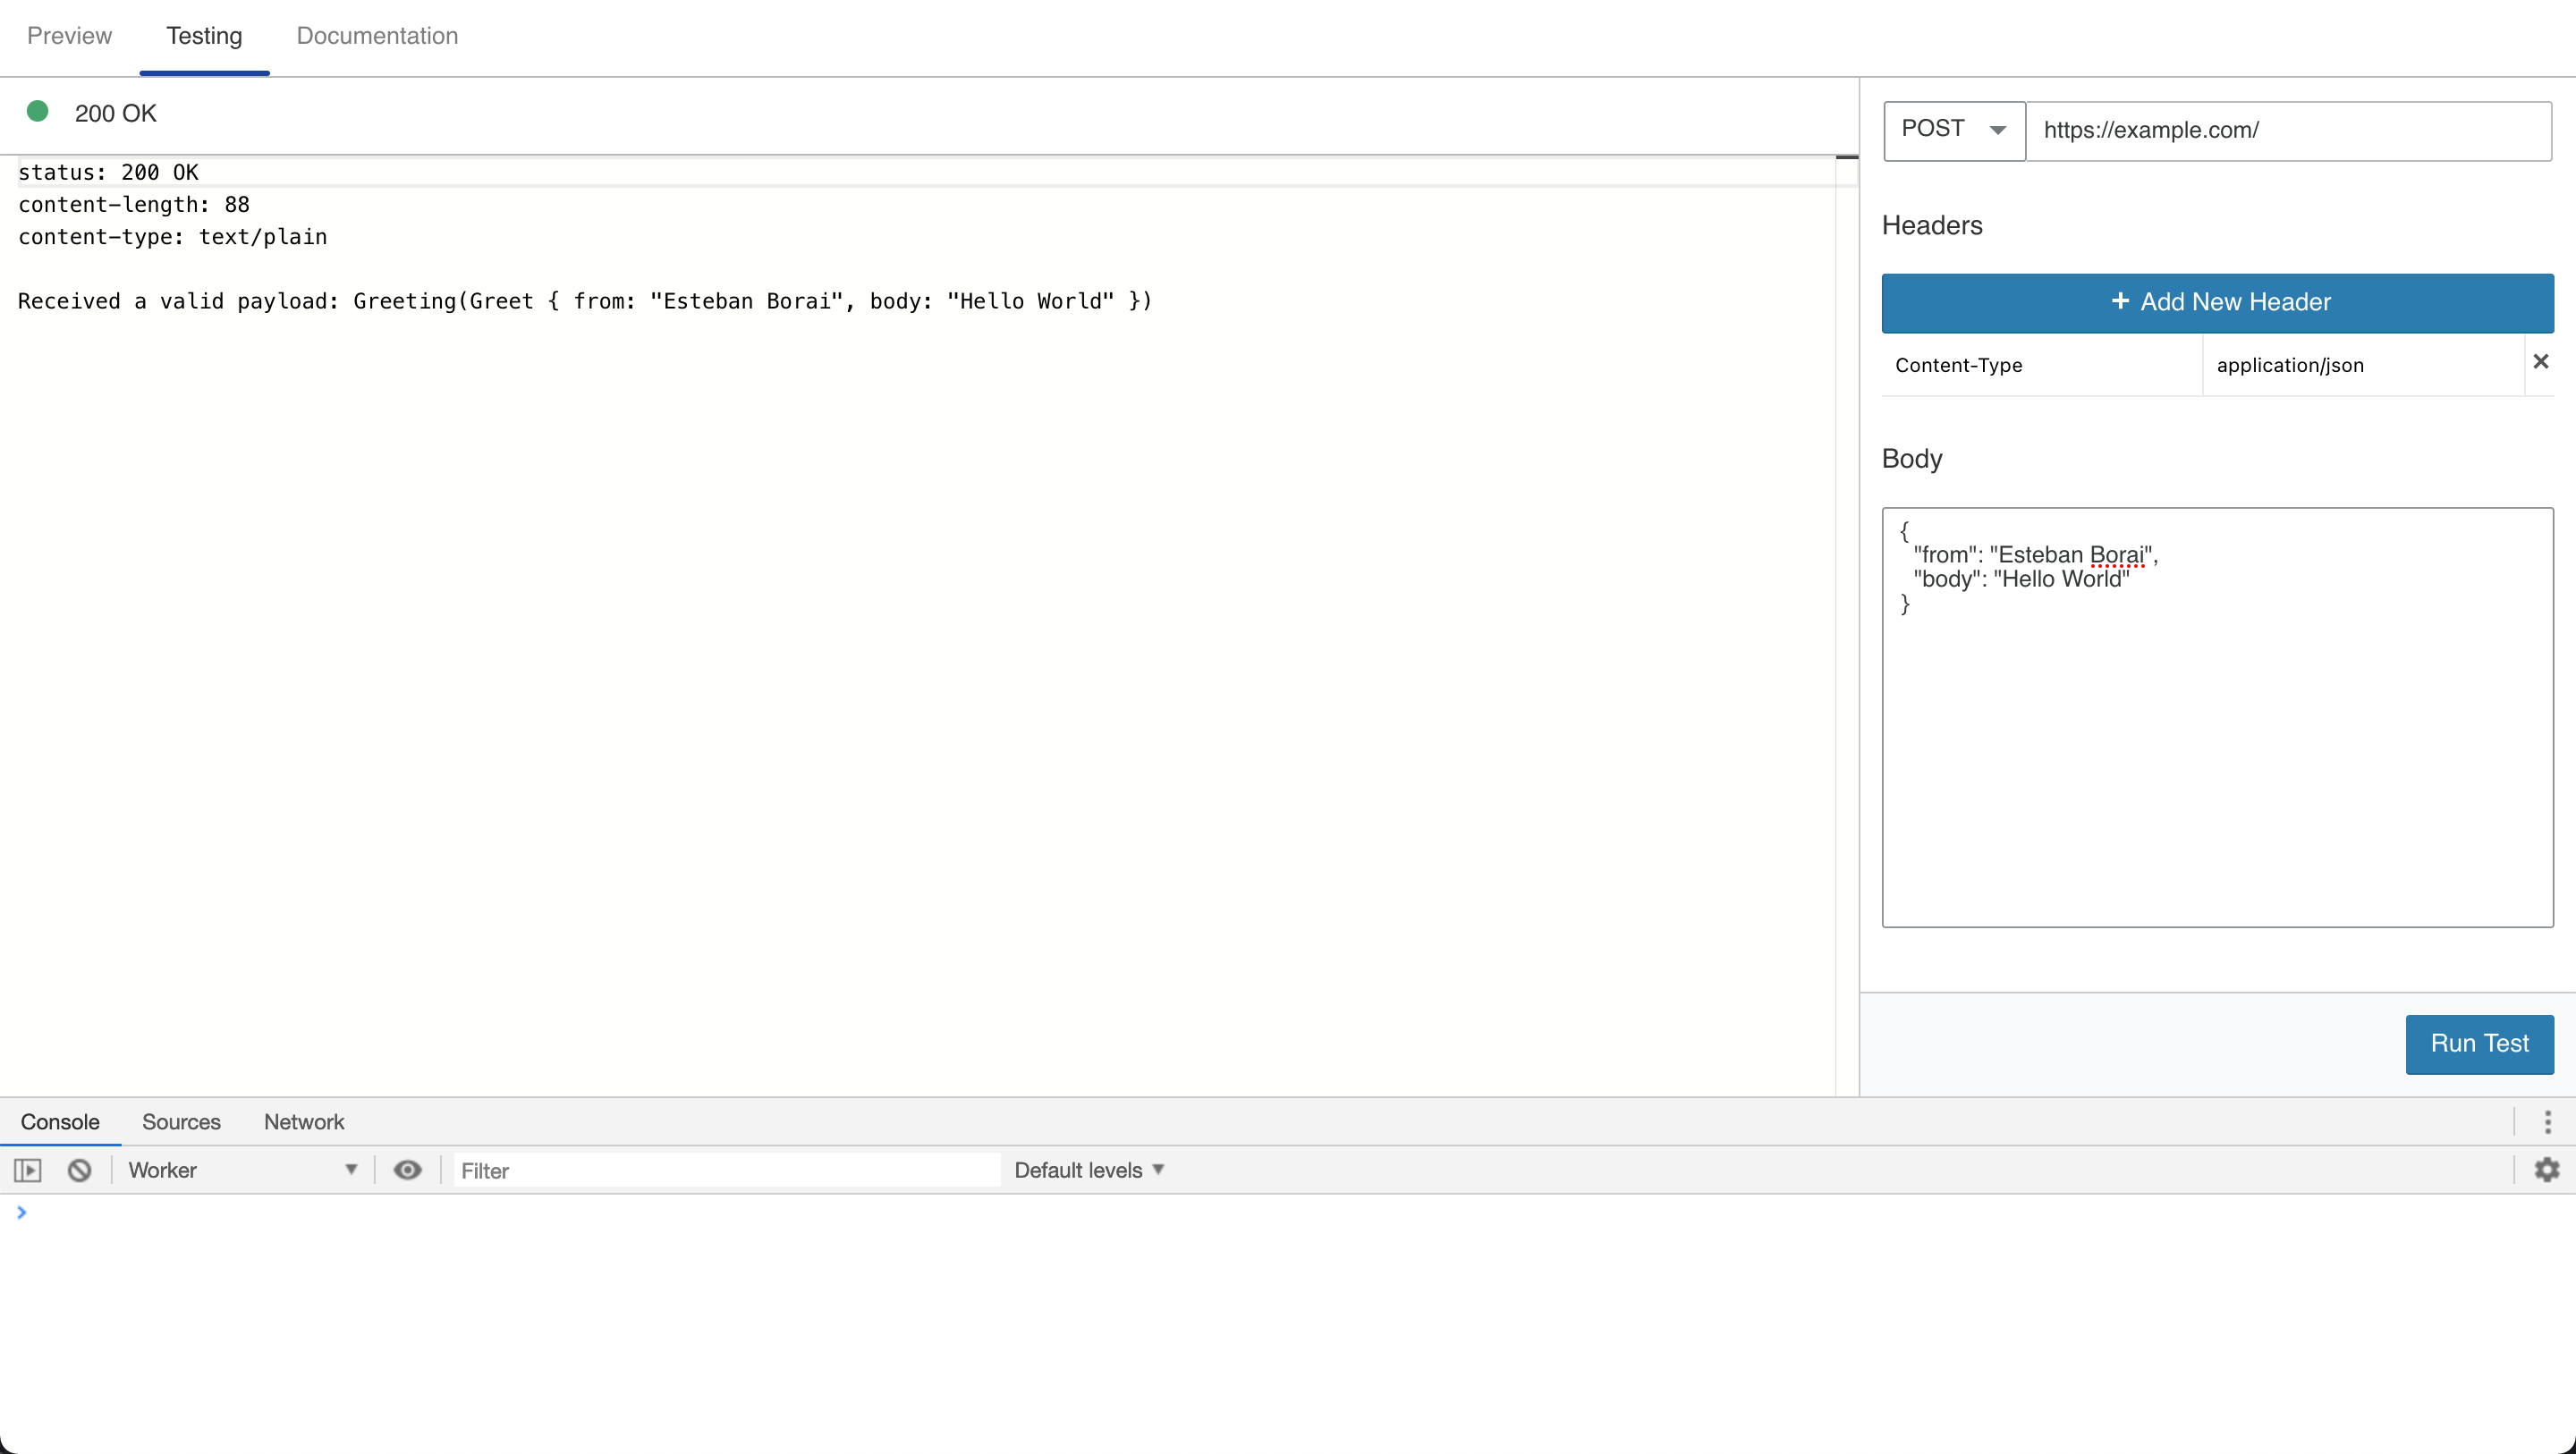 Preview Testing Documentation
200 OK
status: 200 OK
content-length: 88
content-type: text/plain
Received a valid payload: Greeting(Greet { from: "Esteban Borai", body: "Hello World" })
POST https://example.com/
Headers
+ Add New Header
Content-Type application/json
Body
{
"from": "Esteban Borai",
"body": "Hello World"
}
Run Test
Console Sources Network
Worker Filter Default levels